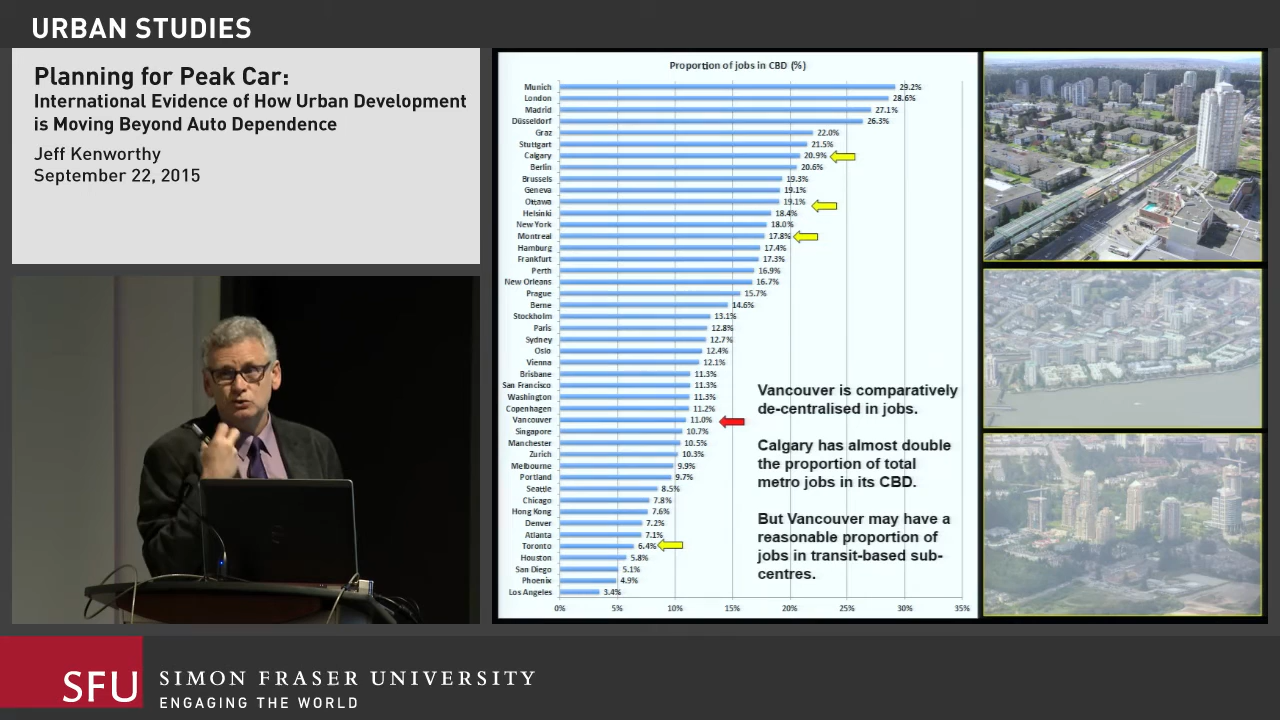 URBAN STUDIES
Planning for Peak Car:
International Evidence of How Urban Development
is Moving Beyond Auto Dependence
Jeff Kenworthy
September 22, 2015
Proportion of jobs in CBD (%)
Munich 29.2%
London 28.6%
Madrid 27.1%
Düsseldorf 26.3%
Graz 22.0%
Stuttgart 21.5%
Calgary 20.9%
Berlin 20.6%
Brussels 19.3%
Geneva 19.1%
Ottawa 19.1%
Helsinki 18.4%
New York 18.0%
Montreal 17.8%
Hamburg 17.4%
Frankfurt 17.3%
Perth 16.9%
New Orleans 16.7%
Prague 15.7%
Berne 14.6%
Stockholm 13.1%
Paris 12.8%
Sydney 12.7%
Oslo 12.4%
Vienna 12.1%
Brisbane 11.3%
San Francisco 11.3%
Washington 11.3%
Copenhagen 11.2%
Vancouver 11.0%
Singapore 10.7%
Manchester 10.5%
Zurich 10.3%
Melbourne 9.9%
Portland 9.7%
Seattle 8.5%
Chicago 7.8%
Hong Kong 7.6%
Denver 7.2%
Atlanta 7.1%
Toronto 6.4%
Houston 5.8%
San Diego 5.1%
Phoenix 4.9%
Los Angeles 3.4%
0% 5% 10% 15% 20% 25% 30% 35%
Vancouver is comparatively
de-centralised in jobs.
Calgary has almost double
the proportion of total
metro jobs in its CBD.
But Vancouver may have a
reasonable proportion of
jobs in transit-based sub-
centres.
SFU
SIMON FRASER UNIVERSITY
ENGAGING THE WORLD